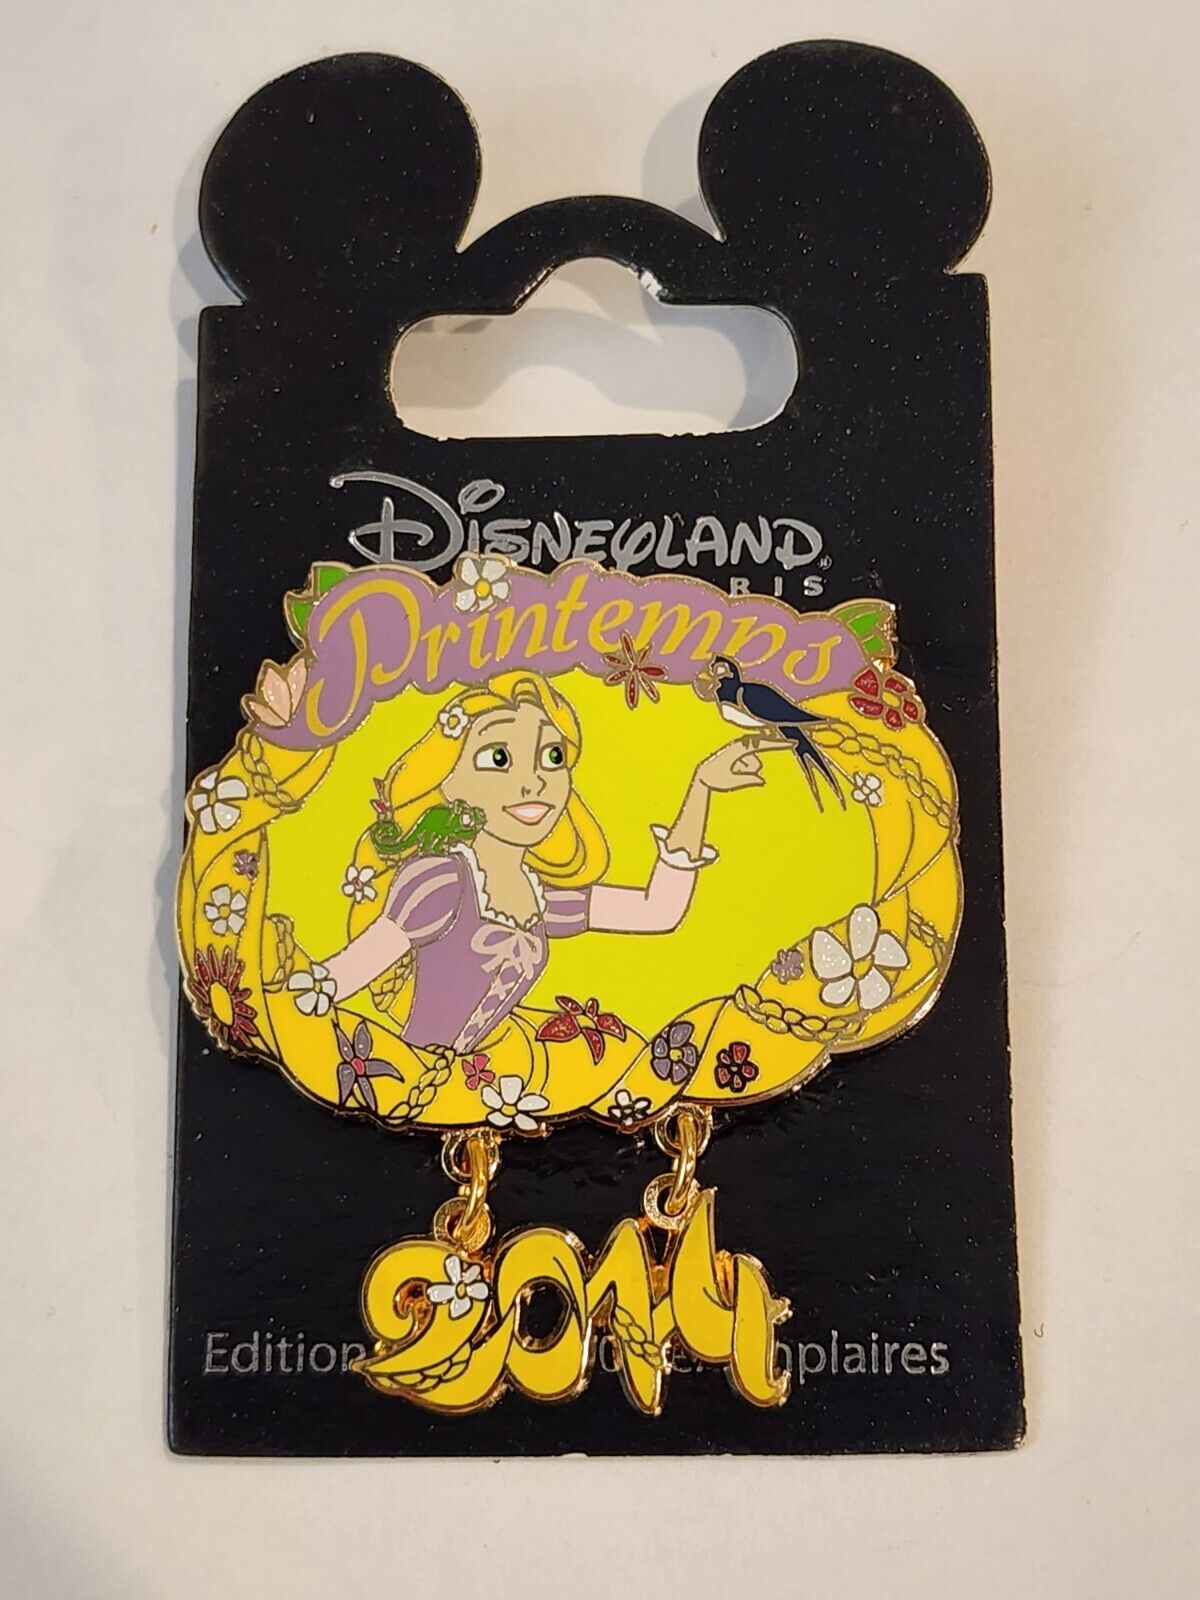 Disneyland
Printemps
2014
Edition